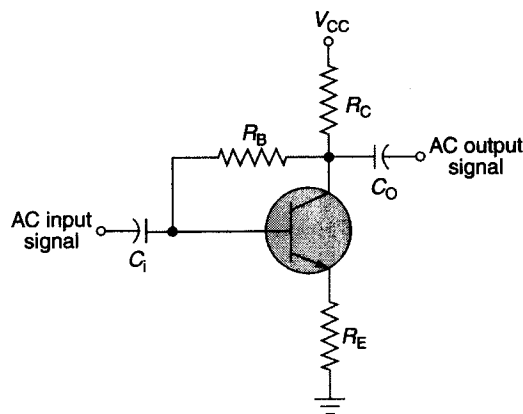 VCC
RC
RB
AC output
signal
CO
AC input
signal
Ci
RE